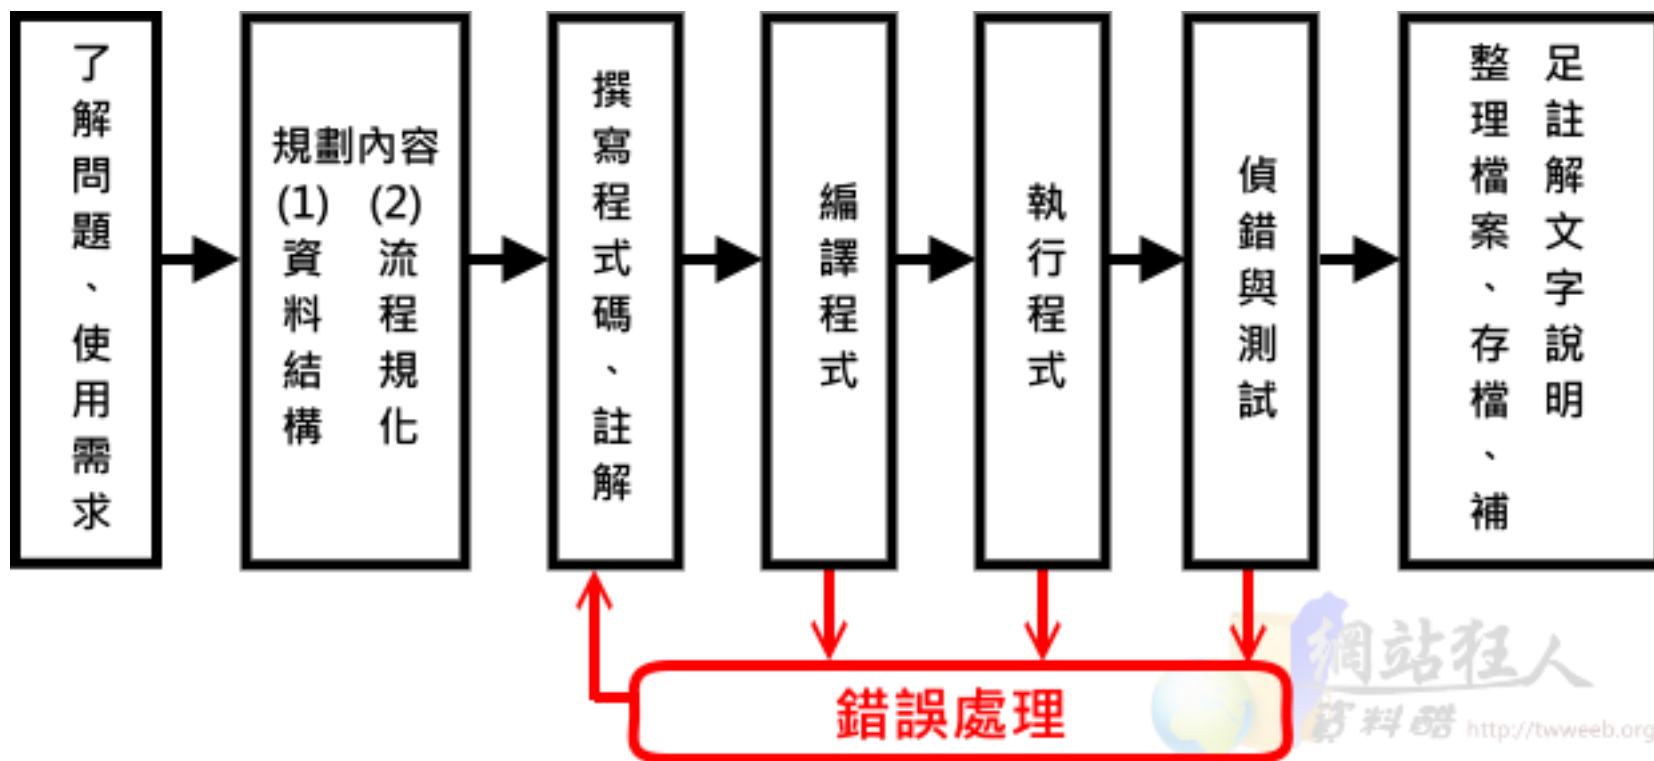 了解問題、使用需求
規劃內容
(1)資料結構
(2)流程規化
撰寫程式碼、註解
編譯程式
執行程式
偵錯與測試
整理檔案、存檔、補
足註解文字說明
錯誤處理
網站狂人
資料酷 http://twweeb.org